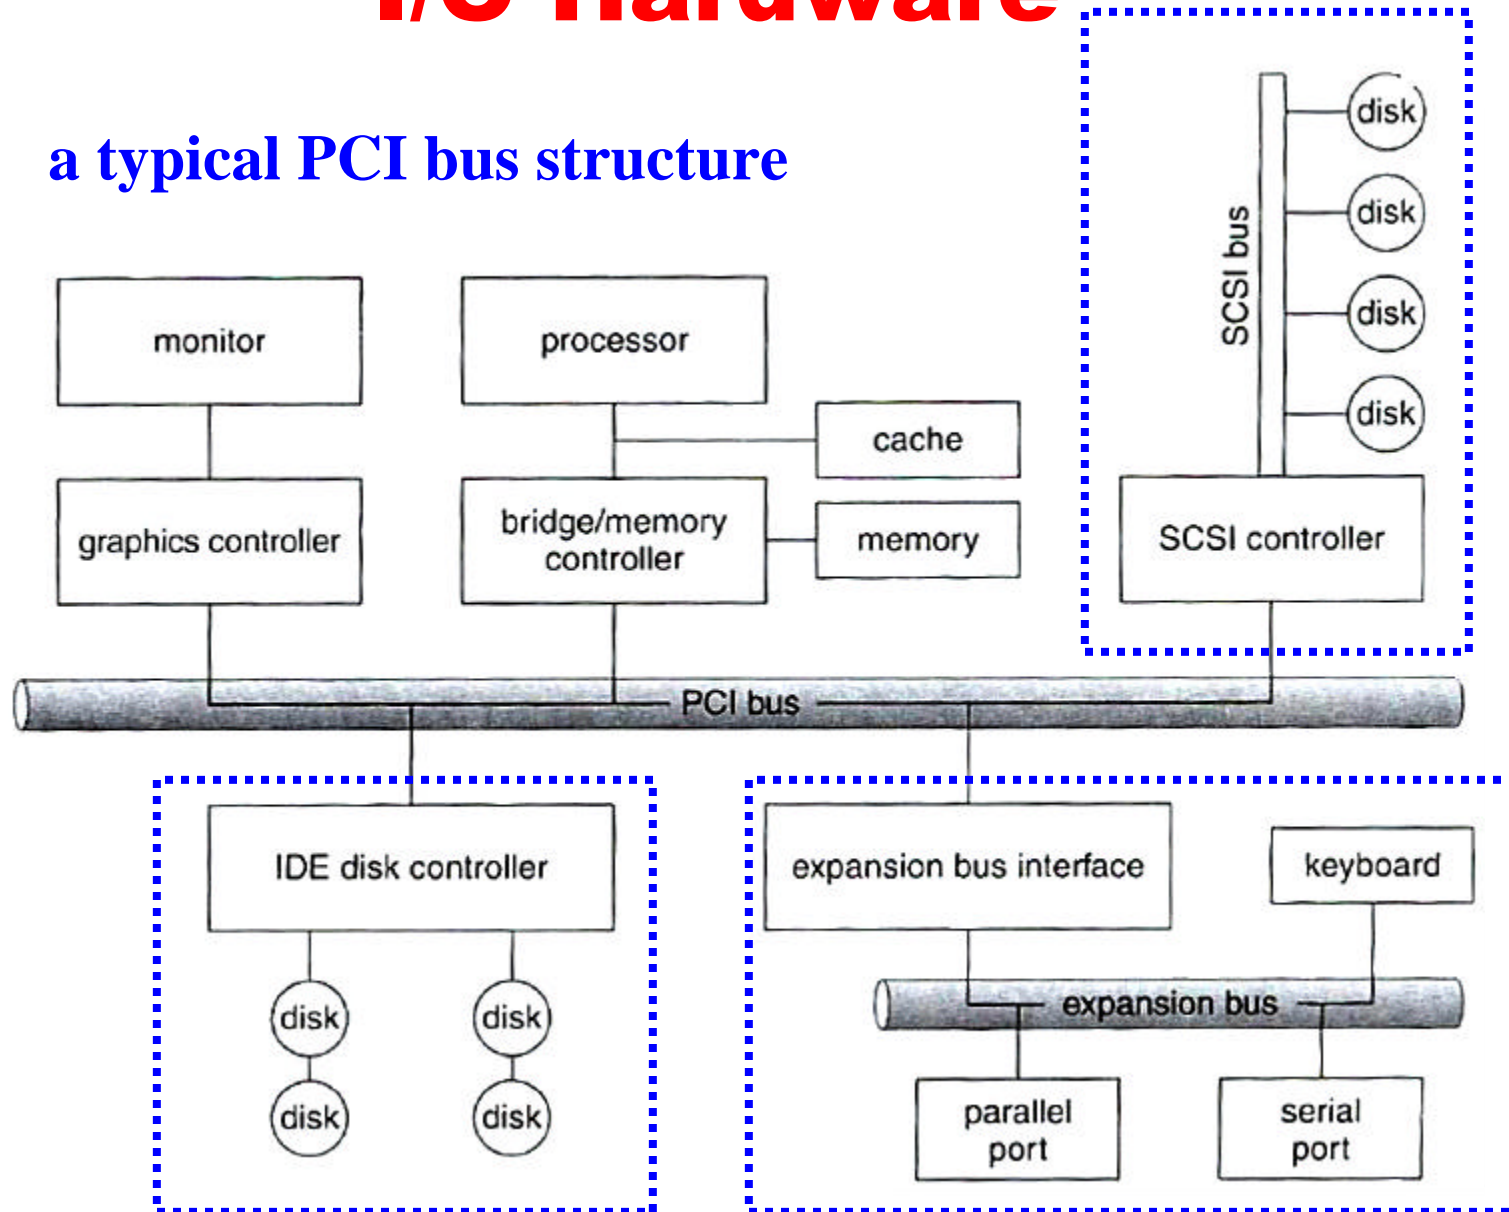 I/O Hardware
a typical PCI bus structure
disk
disk
SCSI bus
disk
disk
monitor
processor
cache
graphics controller
bridge/memory
controller
memory
SCSI controller
PCI bus
IDE disk controller
expansion bus interface
keyboard
disk
disk
expansion bus
disk
disk
parallel
port
serial
port